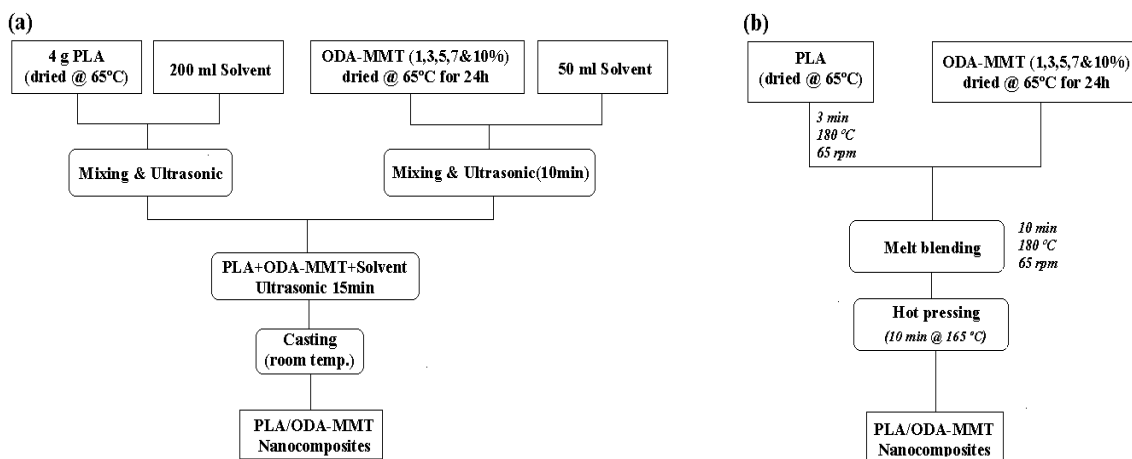 (a)
4 g PLA
(dried @ 65ºC)
200 ml Solvent
ODA-MMT (1,3,5,7&10%)
dried @ 65ºC for 24h
50 ml Solvent
Mixing & Ultrasonic
Mixing & Ultrasonic(10min)
PLA+ODA-MMT+Solvent
Ultrasonic 15min
Casting
(room temp.)
PLA/ODA-MMT
Nanocomposites
(b)
PLA
(dried @ 65ºC)
ODA-MMT (1,3,5,7&10%)
dried @ 65ºC for 24h
3 min
180 ºC
65 rpm
Melt blending
10 min
180 ºC
65 rpm
Hot pressing
(10 min @ 165 ºC)
PLA/ODA-MMT
Nanocomposites